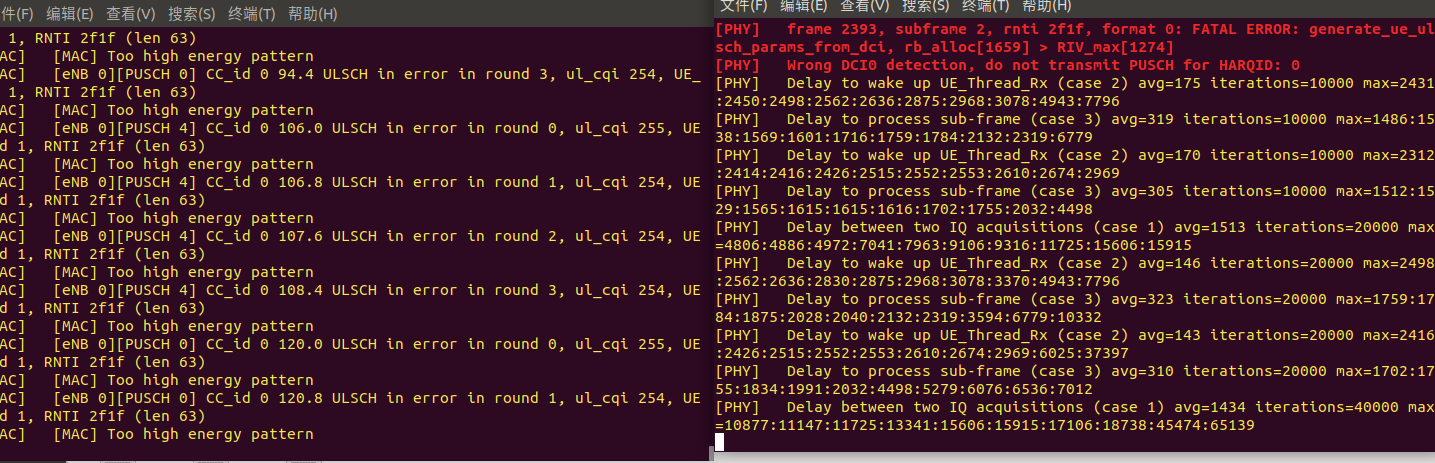 件(F) 编辑(E) 查看(V) 搜索(S) 终端(T) 帮助(H)
1, RNTI 2f1f (len 63)
AC] [MAC] Too high energy pattern
AC] [eNB 0][PUSCH 0] CC_id 0 94.4 ULSCH in error in round 3, ul_cqi 254, UE_
1, RNTI 2f1f (len 63)
AC] [MAC] Too high energy pattern
AC] [eNB 0][PUSCH 4] CC_id 0 106.0 ULSCH in error in round 0, ul_cqi 255, UE
d 1, RNTI 2f1f (len 63)
AC] [MAC] Too high energy pattern
AC] [eNB 0][PUSCH 4] CC_id 0 106.8 ULSCH in error in round 1, ul_cqi 254, UE
d 1, RNTI 2f1f (len 63)
AC] [MAC] Too high energy pattern
AC] [eNB 0][PUSCH 4] CC_id 0 107.6 ULSCH in error in round 2, ul_cqi 254, UE
d 1, RNTI 2f1f (len 63)
AC] [MAC] Too high energy pattern
AC] [eNB 0][PUSCH 4] CC_id 0 108.4 ULSCH in error in round 3, ul_cqi 254, UE
d 1, RNTI 2f1f (len 63)
AC] [MAC] Too high energy pattern
AC] [eNB 0][PUSCH 0] CC_id 0 120.0 ULSCH in error in round 0, ul_cqi 255, UE
d 1, RNTI 2f1f (len 63)
AC] [MAC] Too high energy pattern
AC] [eNB 0][PUSCH 0] CC_id 0 120.8 ULSCH in error in round 1, ul_cqi 254, UE
d 1, RNTI 2f1f (len 63)
AC] [MAC] Too high energy pattern
文件(F) 编辑(E) 查看(V) 搜索(S) 终端(T) 帮助(H)
[PHY] frame 2393, subframe 2, rnti 2f1f, format 0: FATAL ERROR: generate_ue_ul
sch_params_from_dci, rb_alloc[1659] > RIV_max[1274]
[PHY] Wrong DCI0 detection, do not transmit PUSCH for HARQID: 0
[PHY] Delay to wake up UE_Thread_Rx (case 2) avg=175 iterations=10000 max=2431
:2450:2498:2562:2636:2875:2968:3078:4943:7796
[PHY] Delay to process sub-frame (case 3) avg=319 iterations=10000 max=1486:15
38:1569:1601:1716:1759:1784:2132:2319:6779
[PHY] Delay to wake up UE_Thread_Rx (case 2) avg=170 iterations=10000 max=2312
:2414:2416:2426:2515:2552:2553:2610:2674:2969
[PHY] Delay to process sub-frame (case 3) avg=305 iterations=10000 max=1512:15
29:1565:1615:1615:1616:1702:1755:2032:4498
[PHY] Delay between two IQ acquisitions (case 1) avg=1513 iterations=20000 max
=4806:4886:4972:7041:7963:9106:9316:11725:15606:15915
[PHY] Delay to wake up UE_Thread_Rx (case 2) avg=146 iterations=20000 max=2498
:2562:2636:2830:2875:2968:3078:3370:4943:7796
[PHY] Delay to process sub-frame (case 3) avg=323 iterations=20000 max=1759:17
84:1875:2028:2040:2132:2319:3594:6779:10332
[PHY] Delay to wake up UE_Thread_Rx (case 2) avg=143 iterations=20000 max=2416
:2426:2515:2552:2553:2610:2674:2969:6025:37397
[PHY] Delay to process sub-frame (case 3) avg=310 iterations=20000 max=1702:17
55:1834:1991:2032:4498:5279:6076:6536:7012
[PHY] Delay between two IQ acquisitions (case 1) avg=1434 iterations=40000 max
=10877:11147:11725:13341:15606:15915:17106:18738:45474:65139